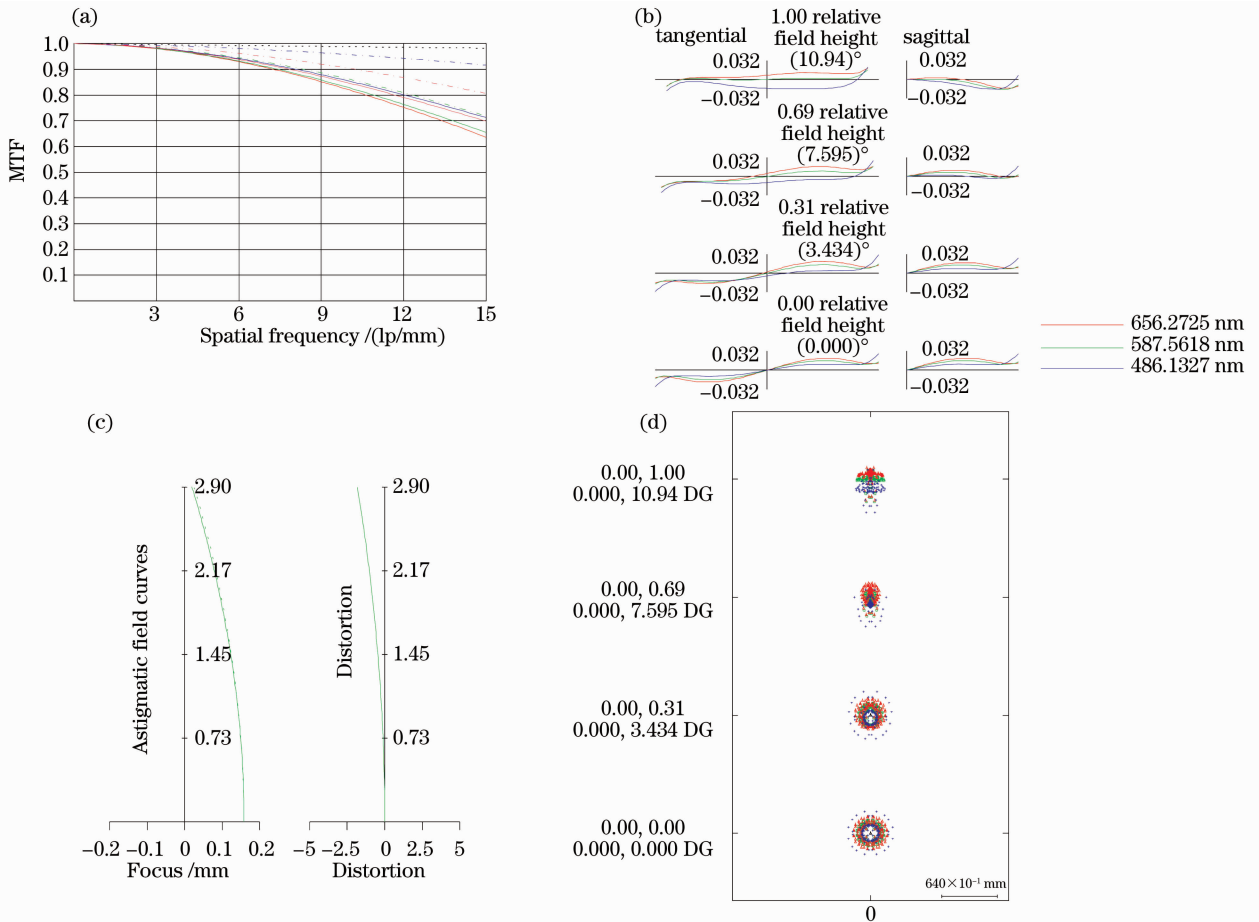 (a)
1.0
0.9
0.8
0.7
0.6
0.5
0.4
0.3
0.2
0.1
MTF
3 6 9 12 15
Spatial frequency /(lp/mm)
(b)
tangential
1.00 relative
field height
(10.94)°
sagittal
0.032
−0.032
0.032
−0.032
0.69 relative
field height
(7.595)°
0.032
−0.032
0.032
−0.032
0.31 relative
field height
(3.434)°
0.032
−0.032
0.032
−0.032
0.00 relative
field height
(0.000)°
0.032
−0.032
0.032
−0.032
656.2725 nm
587.5618 nm
486.1327 nm
(c)
Astigmatic field curves
2.90
2.17
1.45
0.73
−0.2 −0.1 0 0.1 0.2
Focus /mm
Distortion
2.90
2.17
1.45
0.73
−5 −2.5 0 2.5 5
Distortion
(d)
0.00, 1.00
0.000, 10.94 DG
0.00, 0.69
0.000, 7.595 DG
0.00, 0.31
0.000, 3.434 DG
0.00, 0.00
0.000, 0.000 DG
640×10⁻¹ mm
0